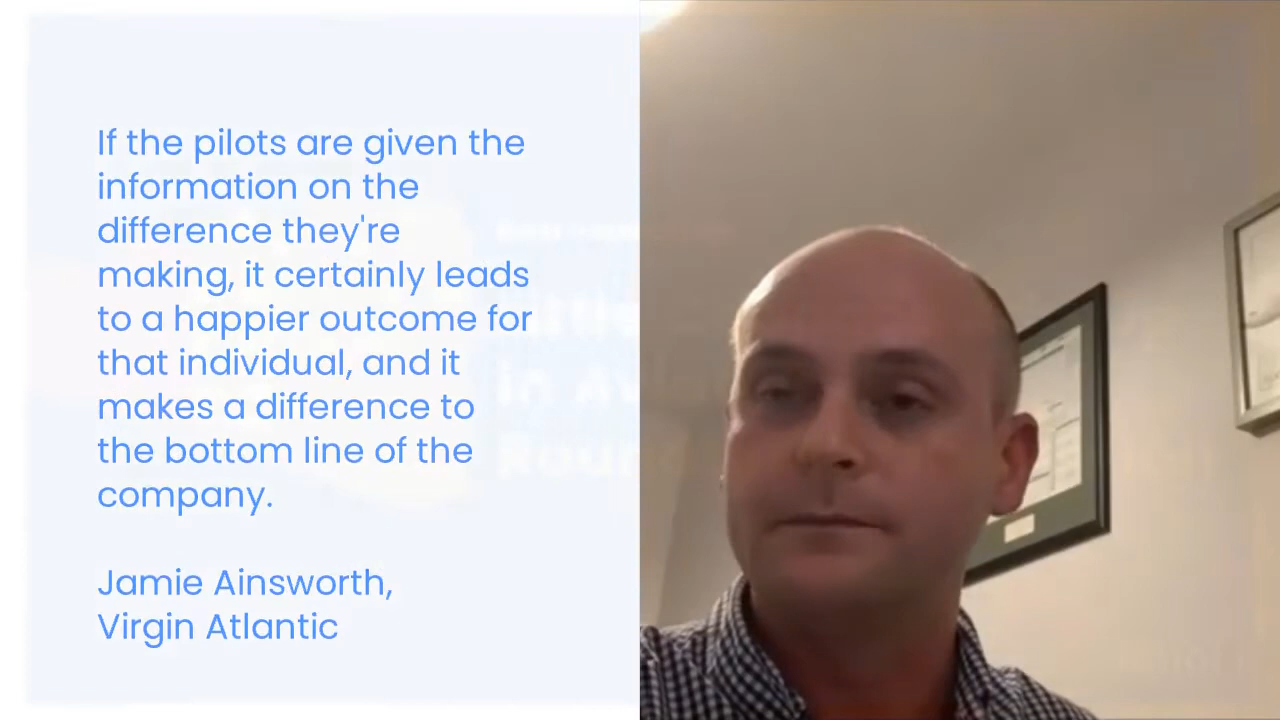 If the pilots are given the
information on the
difference they're
making, it certainly leads
to a happier outcome for
that individual, and it
makes a difference to
the bottom line of the
company.
Jamie Ainsworth,
Virgin Atlantic